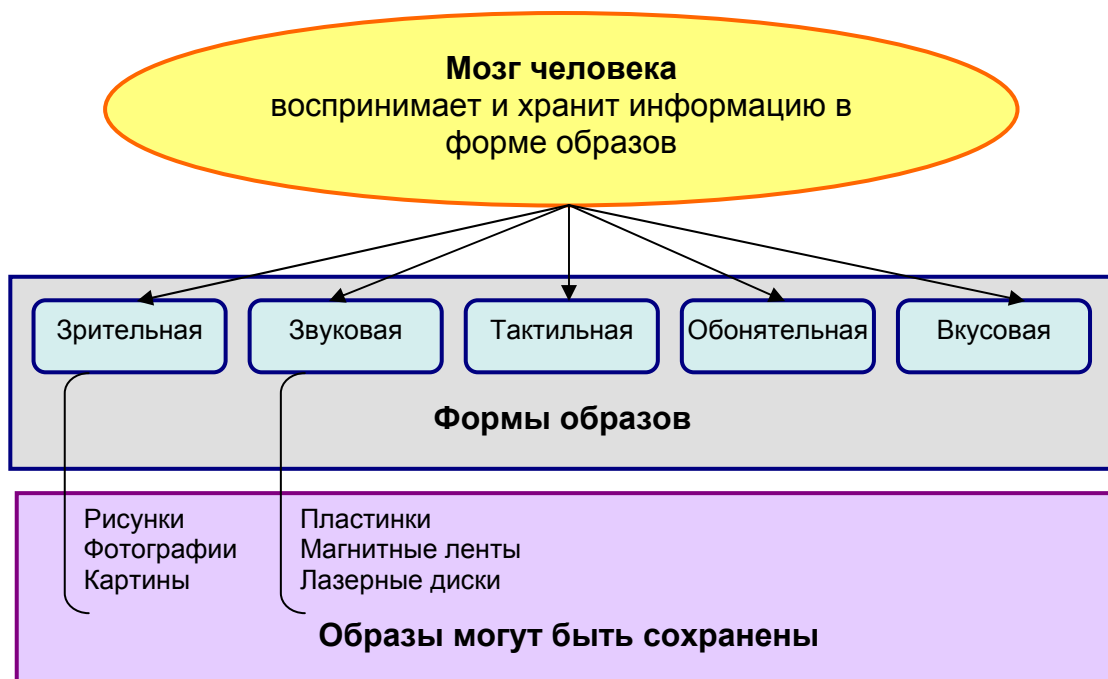 Мозг человека
воспринимает и хранит информацию в
форме образов
Зрительная
Звуковая
Тактильная
Обонятельная
Вкусовая
Формы образов
Рисунки
Фотографии
Картины
Пластинки
Магнитные ленты
Лазерные диски
Образы могут быть сохранены